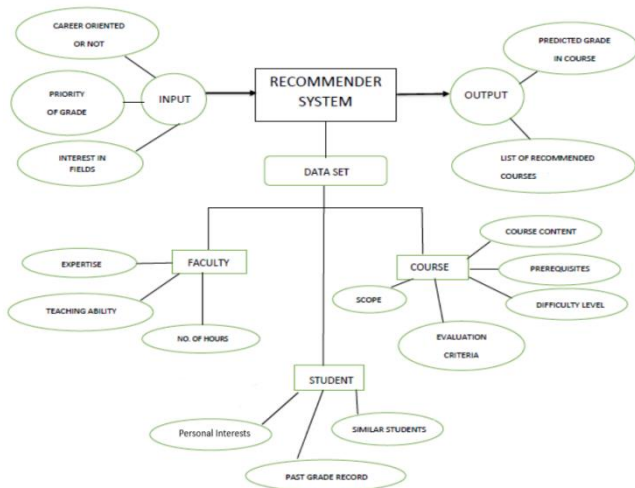 CAREER ORIENTED
OR NOT
PRIORITY
OF GRADE
INTEREST IN
FIELDS
INPUT
RECOMMENDER
SYSTEM
OUTPUT
PREDICTED GRADE
IN COURSE
LIST OF RECOMMENDED
COURSES
DATA SET
FACULTY
EXPERTISE
TEACHING ABILITY
NO. OF HOURS
COURSE
COURSE CONTENT
PREREQUISITES
DIFFICULTY LEVEL
SCOPE
EVALUATION
CRITERIA
STUDENT
Personal Interests
SIMILAR STUDENTS
PAST GRADE RECORD